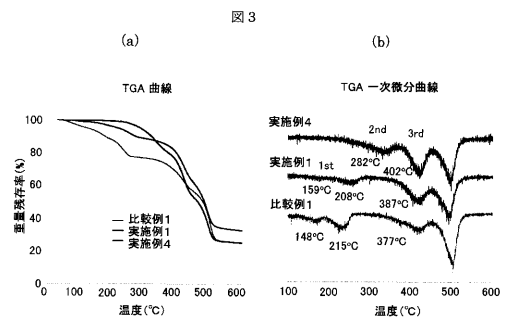 図3
(a)
(b)
TGA 曲線
重量残存率(%)
100
80
60
40
20
0
比較例1
実施例1
実施例4
0
100
200
300
400
500
600
温度(℃)
TGA 一次微分曲線
実施例4
2nd
3rd
282℃
402℃
実施例1
1st
159℃
208℃
387℃
比較例1
148℃
215℃
377℃
100
200
300
400
500
600
温度(℃)